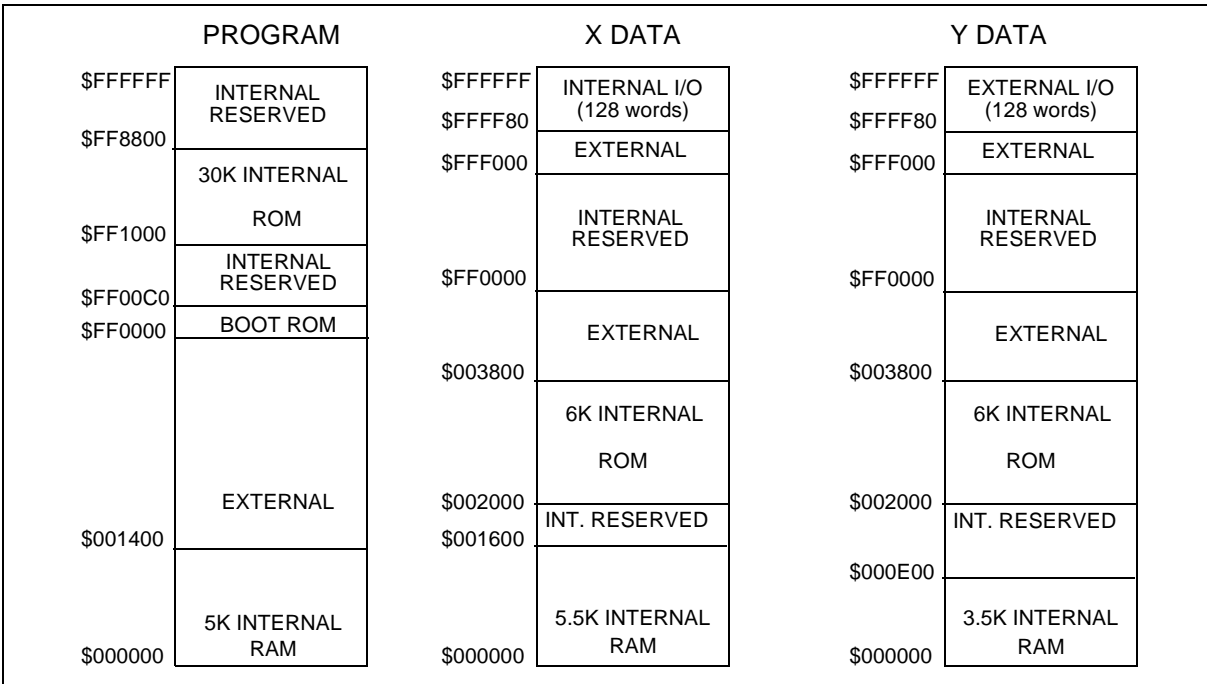 PROGRAM
$FFFFFF
INTERNAL
RESERVED
$FF8800
30K INTERNAL
ROM
$FF1000
INTERNAL
RESERVED
$FF00C0
BOOT ROM
$FF0000
EXTERNAL
$001400
5K INTERNAL
RAM
$000000
X DATA
$FFFFFF
INTERNAL I/O
(128 words)
$FFFF80
EXTERNAL
$FFF000
INTERNAL
RESERVED
$FF0000
EXTERNAL
$003800
6K INTERNAL
ROM
$002000
INT. RESERVED
$001600
5.5K INTERNAL
RAM
$000000
Y DATA
$FFFFFF
EXTERNAL I/O
(128 words)
$FFFF80
EXTERNAL
$FFF000
INTERNAL
RESERVED
$FF0000
EXTERNAL
$003800
6K INTERNAL
ROM
$002000
INT. RESERVED
$000E00
3.5K INTERNAL
RAM
$000000